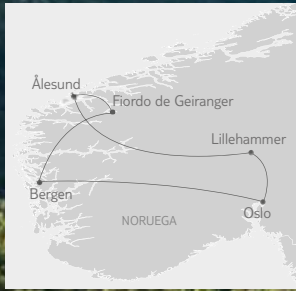 Ålesund
Fiordo de Geiranger
Lillehammer
Bergen
Oslo
NORUEGA